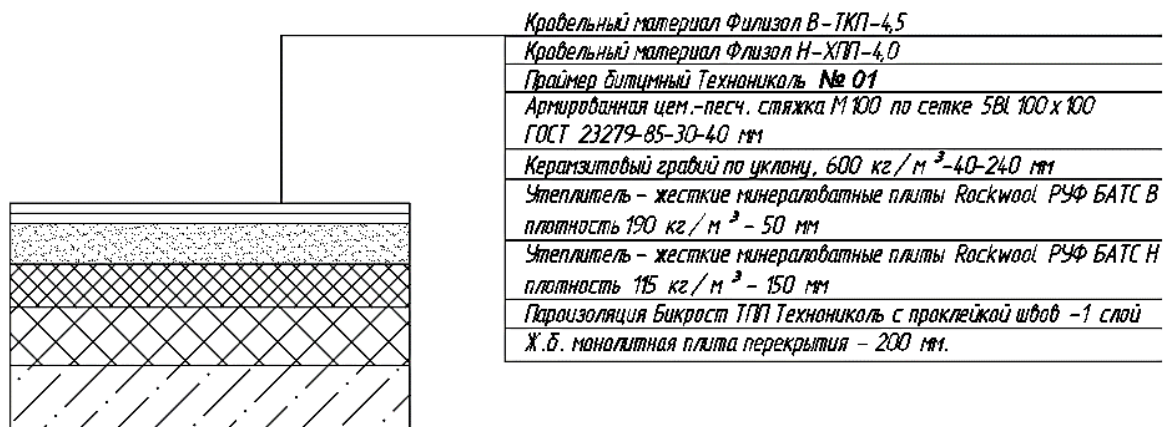 Кровельный материал Филизол В-ТКП-4,5
Кровельный материал Флизол Н-ХПП-4,0
Праймер битумный Технониколь № 01
Армированная цем.-песч. стяжка М 100 по сетке 5ВI 100х100
ГОСТ 23279-85-30-40 мм
Керамзитовый гравий по уклону, 600 кг/м³-40-240 мм
Утеплитель - жесткие минераловатные плиты Rockwool РУФ БАТС В
плотность 190 кг/м³ - 50 мм
Утеплитель - жесткие минераловатные плиты Rockwool РУФ БАТС Н
плотность 115 кг/м³ - 150 мм
Пароизоляция Бикрост ТПП Технониколь с проклейкой швов -1 слой
Ж.б. монолитная плита перекрытия - 200 мм.